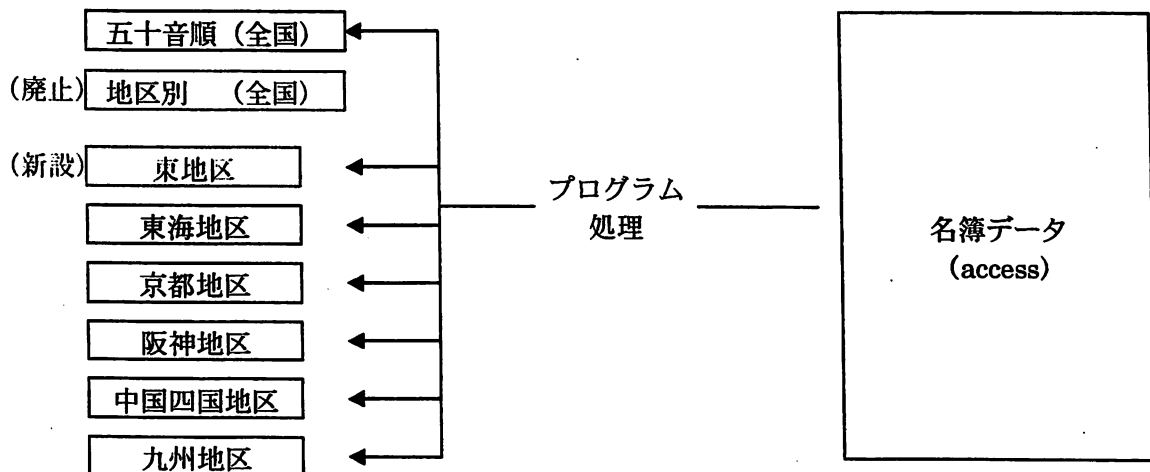 五十音順（全国）
（廃止） 地区別　（全国）
（新設） 東地区
東海地区
京都地区
阪神地区
中国四国地区
九州地区
プログラム
処理
名簿データ
（access）